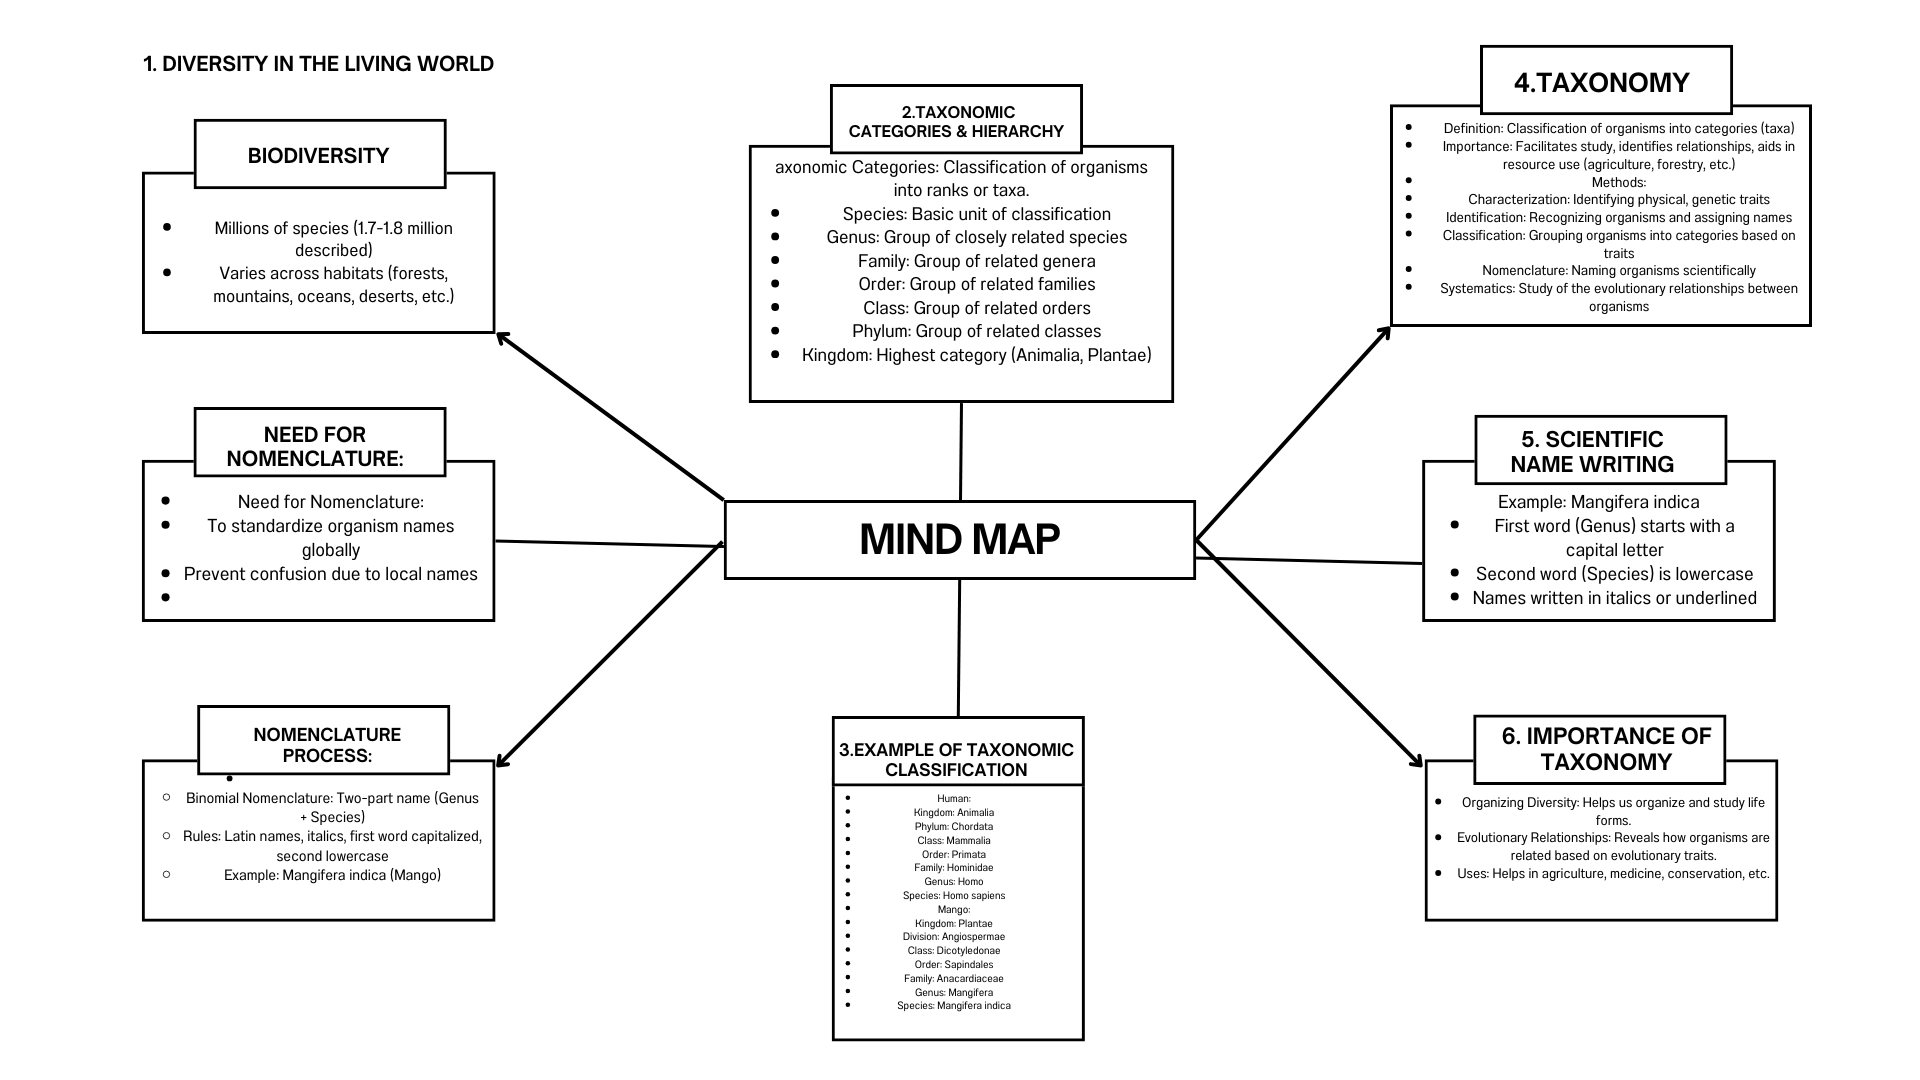 1. DIVERSITY IN THE LIVING WORLD
BIODIVERSITY
Millions of species (1.7-1.8 million
described)
Varies across habitats (forests,
mountains, oceans, deserts, etc.)
NEED FOR
NOMENCLATURE:
Need for Nomenclature:
To standardize organism names
globally
Prevent confusion due to local names
NOMENCLATURE
PROCESS:
Binomial Nomenclature: Two-part name (Genus
+ Species)
Rules: Latin names, italics, first word capitalized,
second lowercase
Example: Mangifera indica (Mango)
2.TAXONOMIC
CATEGORIES & HIERARCHY
axonomic Categories: Classification of organisms
into ranks or taxa.
Species: Basic unit of classification
Genus: Group of closely related species
Family: Group of related genera
Order: Group of related families
Class: Group of related orders
Phylum: Group of related classes
Kingdom: Highest category (Animalia, Plantae)
MIND MAP
3.EXAMPLE OF TAXONOMIC
CLASSIFICATION
Human:
Kingdom: Animalia
Phylum: Chordata
Class: Mammalia
Order: Primata
Family: Hominidae
Genus: Homo
Species: Homo sapiens
Mango:
Kingdom: Plantae
Division: Angiospermae
Class: Dicotyledonae
Order: Sapindales
Family: Anacardiaceae
Genus: Mangifera
Species: Mangifera indica
4.TAXONOMY
Definition: Classification of organisms into categories (taxa)
Importance: Facilitates study, identifies relationships, aids in
resource use (agriculture, forestry, etc.)
Methods:
Characterization: Identifying physical, genetic traits
Identification: Recognizing organisms and assigning names
Classification: Grouping organisms into categories based on
traits
Nomenclature: Naming organisms scientifically
Systematics: Study of the evolutionary relationships between
organisms
5. SCIENTIFIC
NAME WRITING
Example: Mangifera indica
First word (Genus) starts with a
capital letter
Second word (Species) is lowercase
Names written in italics or underlined
6. IMPORTANCE OF
TAXONOMY
Organizing Diversity: Helps us organize and study life
forms.
Evolutionary Relationships: Reveals how organisms are
related based on evolutionary traits.
Uses: Helps in agriculture, medicine, conservation, etc.